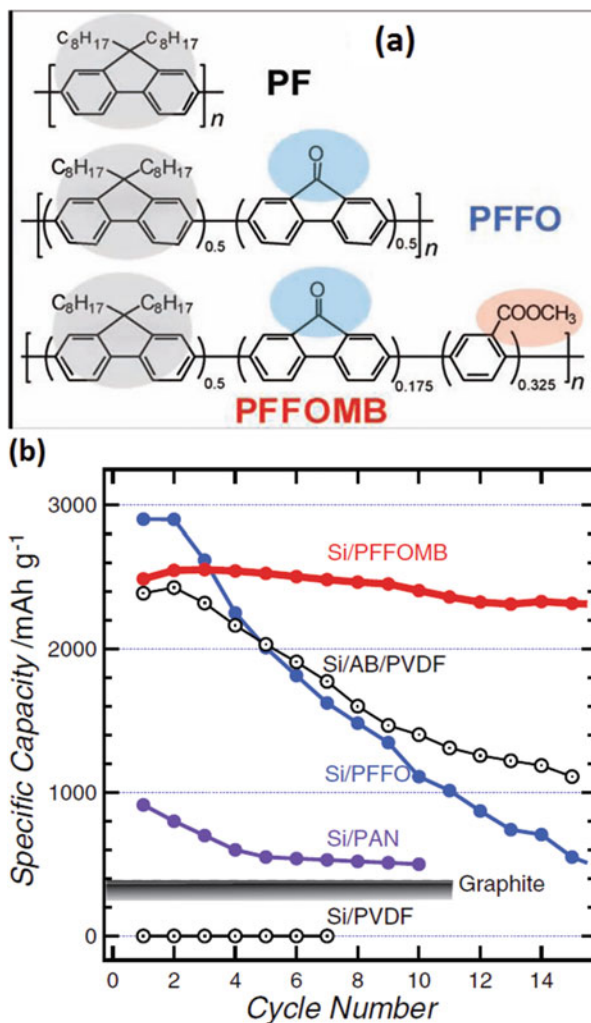 (a)
C₈H₁₇ C₈H₁₇
PF
n
O
C₈H₁₇ C₈H₁₇
PFFO
0.5 0.5 n
O
C₈H₁₇ C₈H₁₇ COOCH₃
0.5 0.175 0.325 n
PFFOMB
(b)
3000
Si/PFFOMB
2000
Si/AB/PVDF
Si/PFFO
1000
Si/PAN
Graphite
Si/PVDF
0
Specific Capacity /mAh g⁻¹
0 2 4 6 8 10 12 14
Cycle Number